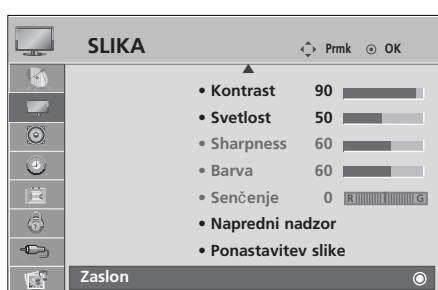 SLIKA Prmk OK
• Kontrast 90
• Svetlost 50
• Sharpness 60
• Barva 60
• Senčenje 0 R G
• Napredni nadzor
• Ponastavitev slike
Zaslon